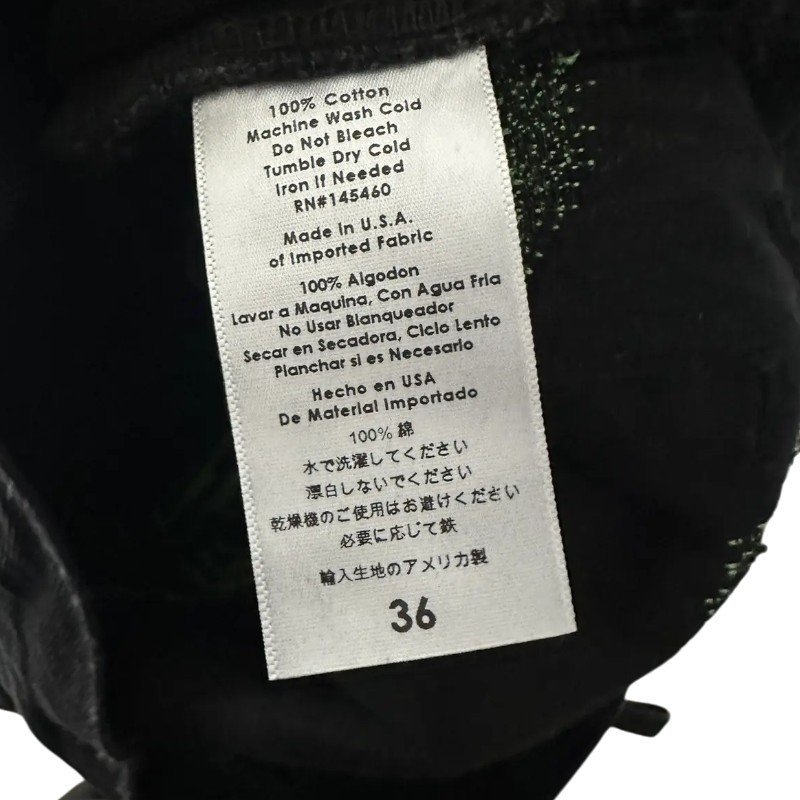 100% Cotton
Machine Wash Cold
Do Not Bleach
Tumble Dry Cold
Iron If Needed
RN#145460
Made in U.S.A.
of Imported Fabric
100% Algodon
Lavar a Maquina, Con Agua Fria
No Usar Blanqueador
Secar en Secadora, Ciclo Lento
Planchar si es Necesario
Hecho en USA
De Material Importado
100% 綿
水で洗濯してください
漂白しないでください
乾燥機のご使用はお避けください
必要に応じて鉄
輸入生地のアメリカ製
36